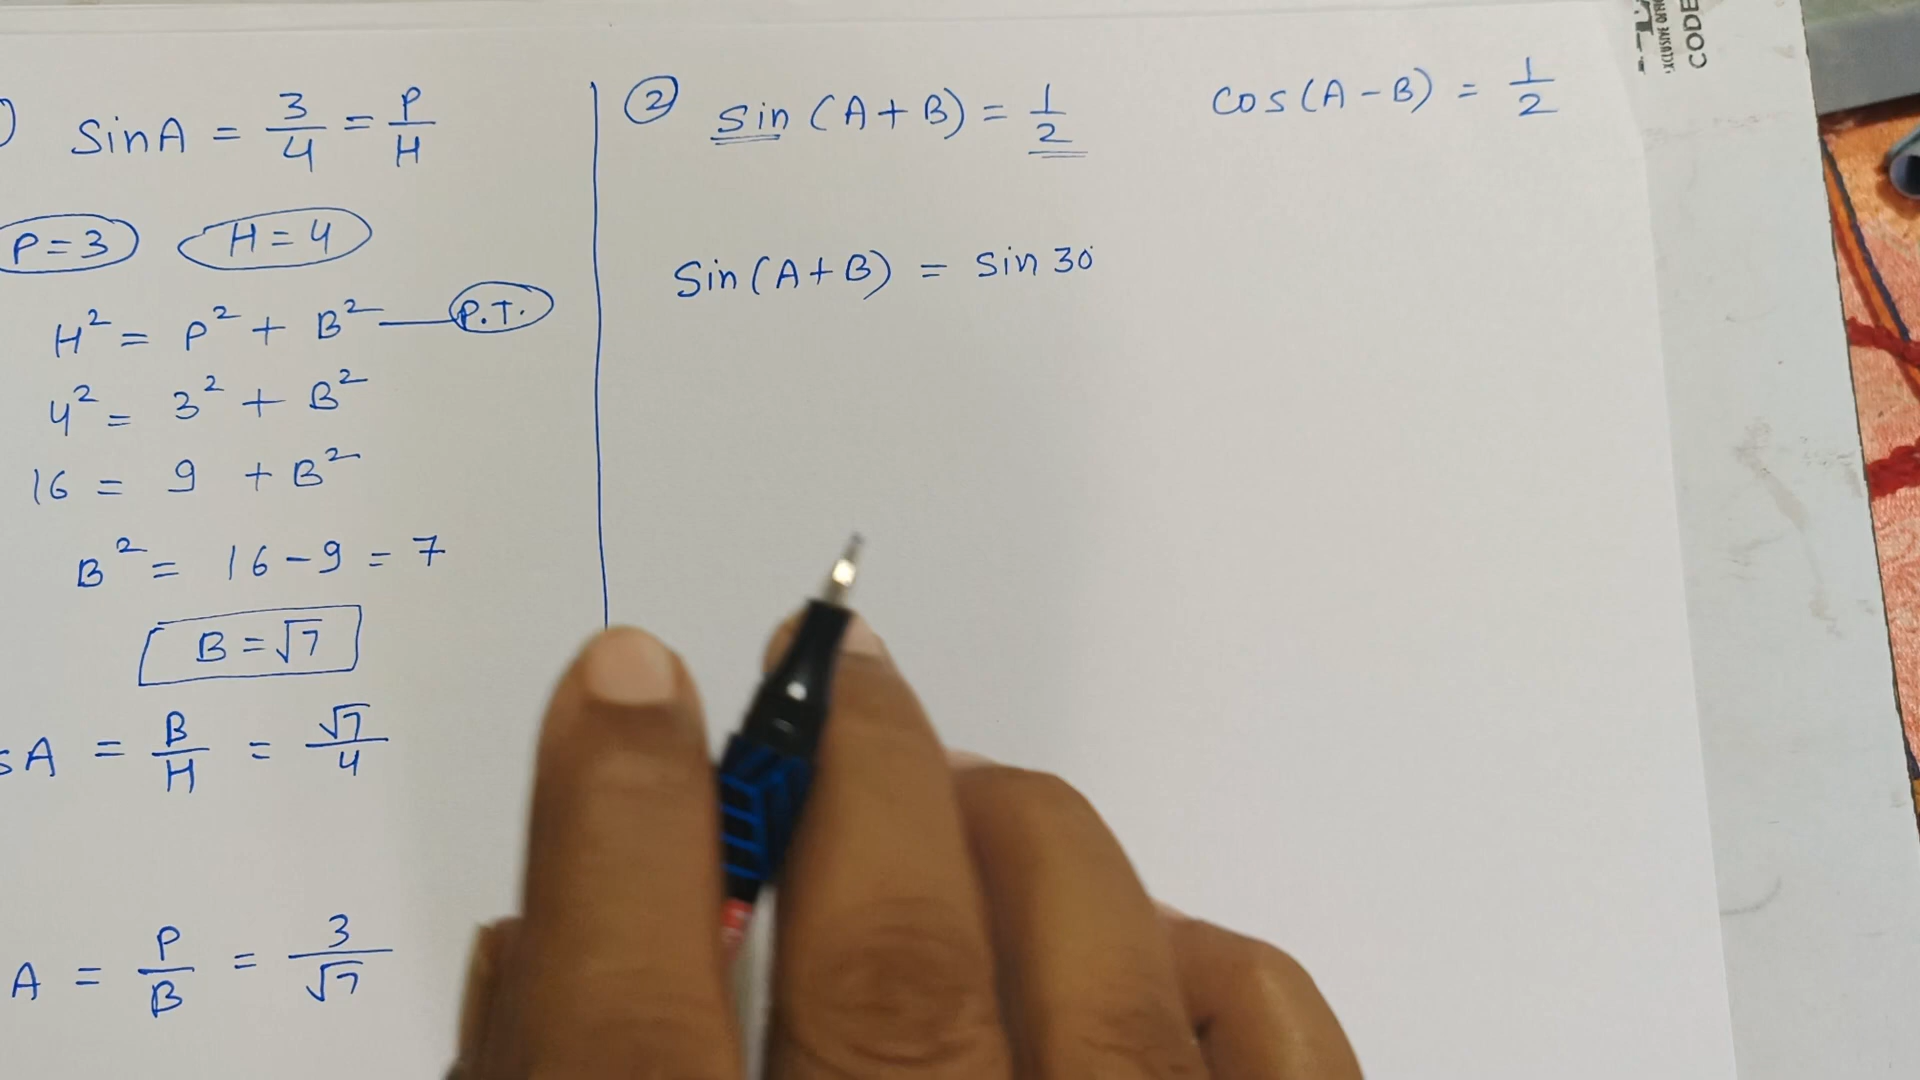 SinA = 3/4 = P/H
P=3 H=4
H² = P² + B² — P.T.
4² = 3² + B²
16 = 9 + B²
B² = 16 - 9 = 7
B = √7
SA = B/H = √7/4
A = P/B = 3/√7
② sin (A+B) = 1/2 cos(A-B) = 1/2
Sin(A+B) = sin 30
CODE